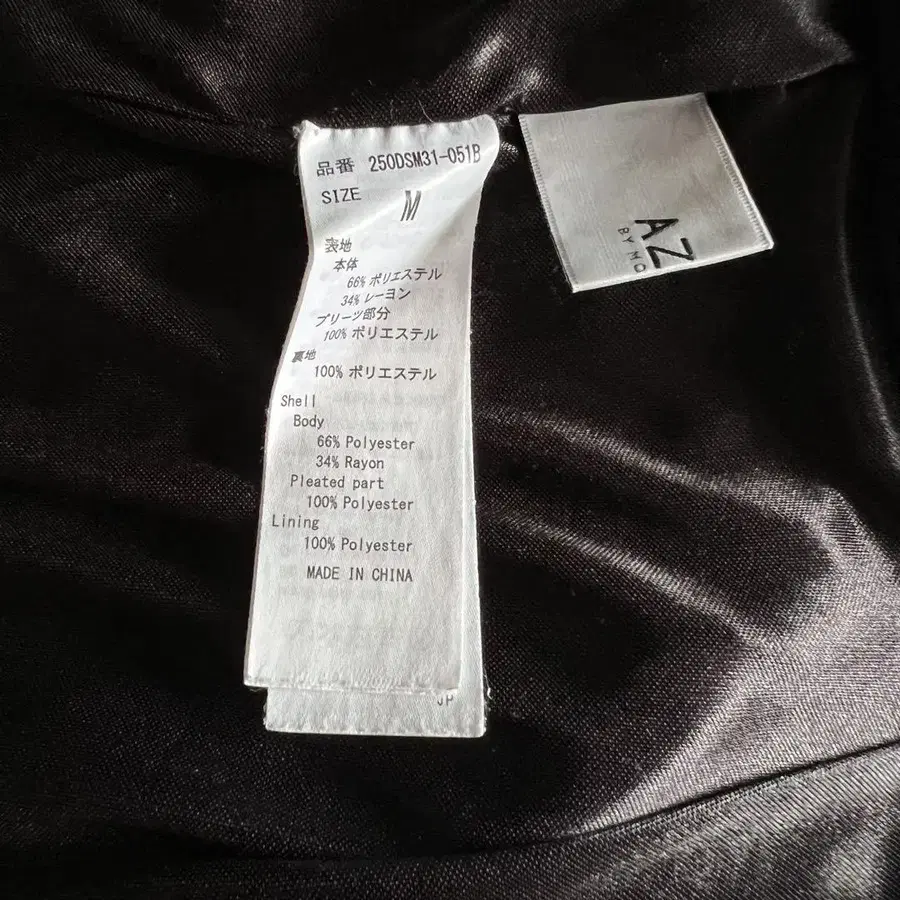 品番 250DSM31-051B
SIZE M
表地
本体
66% ポリエステル
34% レーヨン
プリーツ部分
100% ポリエステル
裏地
100% ポリエステル
Shell
Body
66% Polyester
34% Rayon
Pleated part
100% Polyester
Lining
100% Polyester
MADE IN CHINA
JP
AZ
BY MO